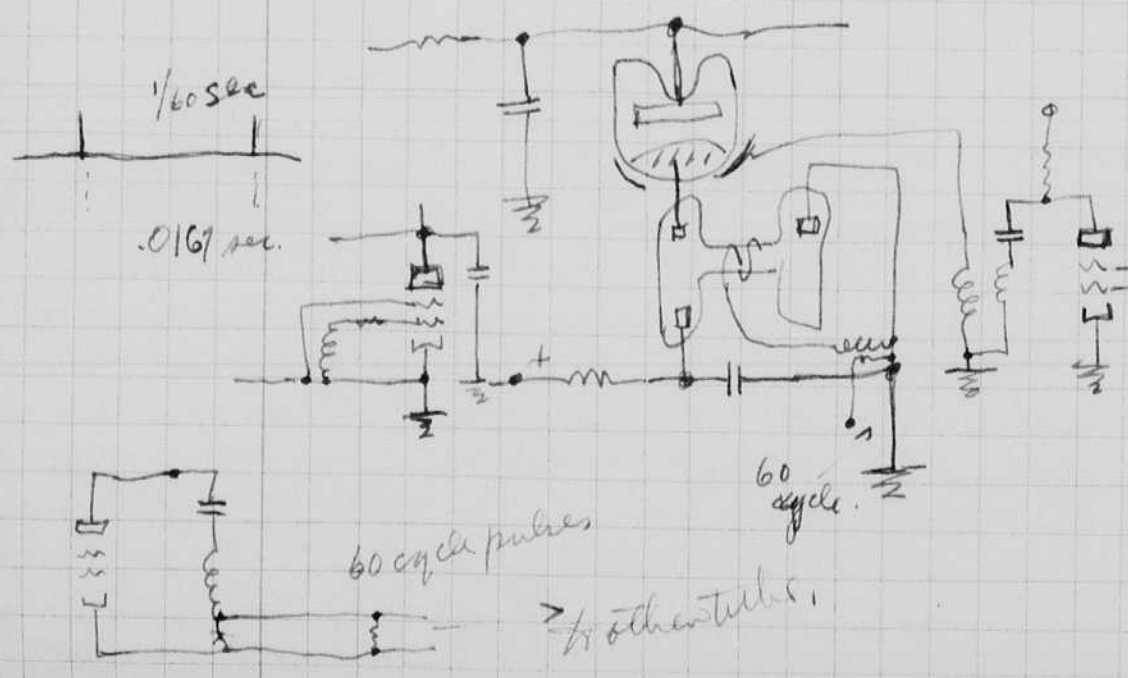 1/60 sec
.0167 sec.
+
60
cycle.
60 cycle pulses
to other tubes.